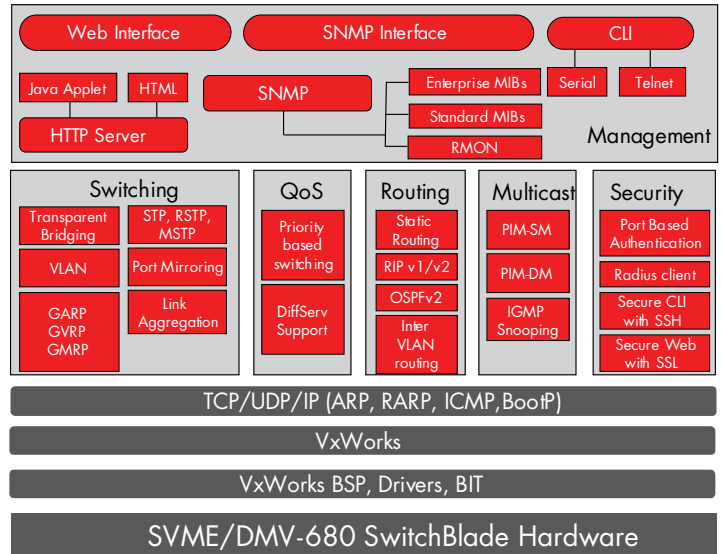 Web Interface
SNMP Interface
CLI
Java Applet
HTML
HTTP Server
SNMP
Enterprise MIBs
Standard MIBs
RMON
Serial
Telnet
Management
Switching
Transparent
Bridging
VLAN
GARP
GVRP
GMRP
STP, RSTP,
MSTP
Port Mirroring
Link
Aggregation
QoS
Priority
based
switching
DiffServ
Support
Routing
Static
Routing
RIP v1/v2
OSPFv2
Inter
VLAN
routing
Multicast
PIM-SM
PIM-DM
IGMP
Snooping
Security
Port Based
Authentication
Radius client
Secure CLI
with SSH
Secure Web
with SSL
TCP/UDP/IP (ARP, RARP, ICMP,BootP)
VxWorks
VxWorks BSP, Drivers, BIT
SVME/DMV-680 SwitchBlade Hardware